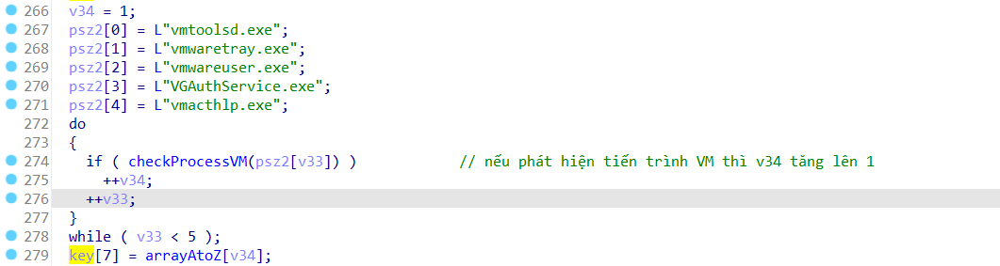 266 v34 = 1;
267 psz2[0] = L"vmtoolsd.exe";
268 psz2[1] = L"vmwaretray.exe";
269 psz2[2] = L"vmwareuser.exe";
270 psz2[3] = L"VGAuthService.exe";
271 psz2[4] = L"vmacthlp.exe";
272 do
273 {
274 if ( checkProcessVM(psz2[v33]) ) // nếu phát hiện tiến trình VM thì v34 tăng lên 1
275 ++v34;
276 ++v33;
277 }
278 while ( v33 < 5 );
279 key[7] = arrayAtoZ[v34];